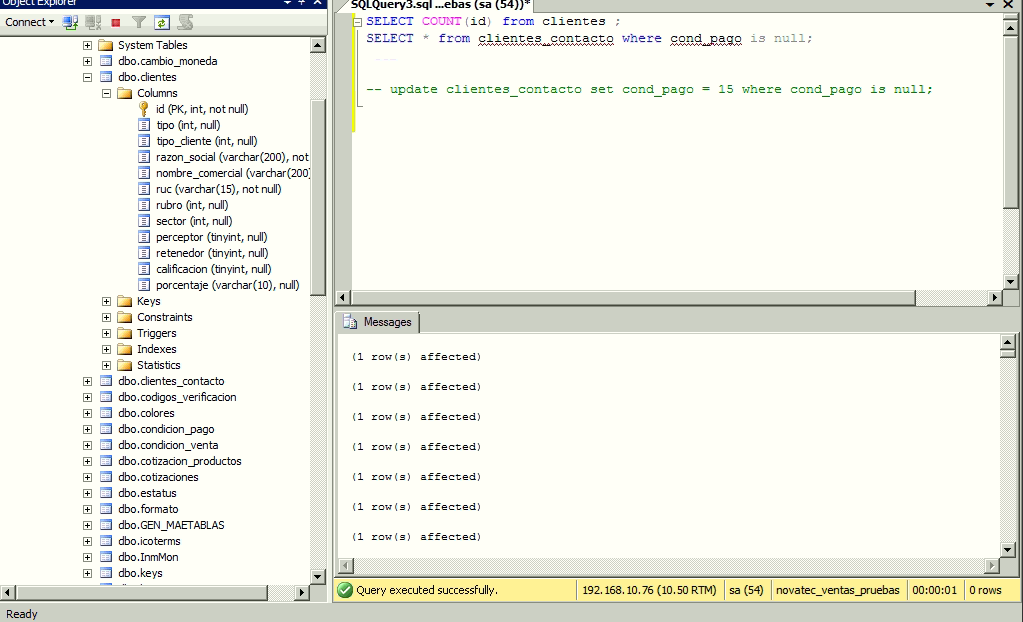 Object Explorer
Connect
System Tables
dbo.cambio_moneda
dbo.clientes
Columns
id (PK, int, not null)
tipo (int, null)
tipo_cliente (int, null)
razon_social (varchar(200), not
nombre_comercial (varchar(200)
ruc (varchar(15), not null)
rubro (int, null)
sector (int, null)
perceptor (tinyint, null)
retenedor (tinyint, null)
calificacion (tinyint, null)
porcentaje (varchar(10), null)
Keys
Constraints
Triggers
Indexes
Statistics
dbo.clientes_contacto
dbo.codigos_verificacion
dbo.colores
dbo.condicion_pago
dbo.condicion_venta
dbo.cotizacion_productos
dbo.cotizaciones
dbo.estatus
dbo.formato
dbo.GEN_MAETABLAS
dbo.icoterms
dbo.InmMon
dbo.keys
SQLQuery3.sql ...ebas (sa (54))*
SELECT COUNT(id) from clientes ;
SELECT * from clientes_contacto where cond_pago is null;
-- update clientes_contacto set cond_pago = 15 where cond_pago is null;
Messages
(1 row(s) affected)
(1 row(s) affected)
(1 row(s) affected)
(1 row(s) affected)
(1 row(s) affected)
(1 row(s) affected)
(1 row(s) affected)
Query executed successfully. 192.168.10.76 (10.50 RTM) sa (54) novatec_ventas_pruebas 00:00:01 0 rows
Ready